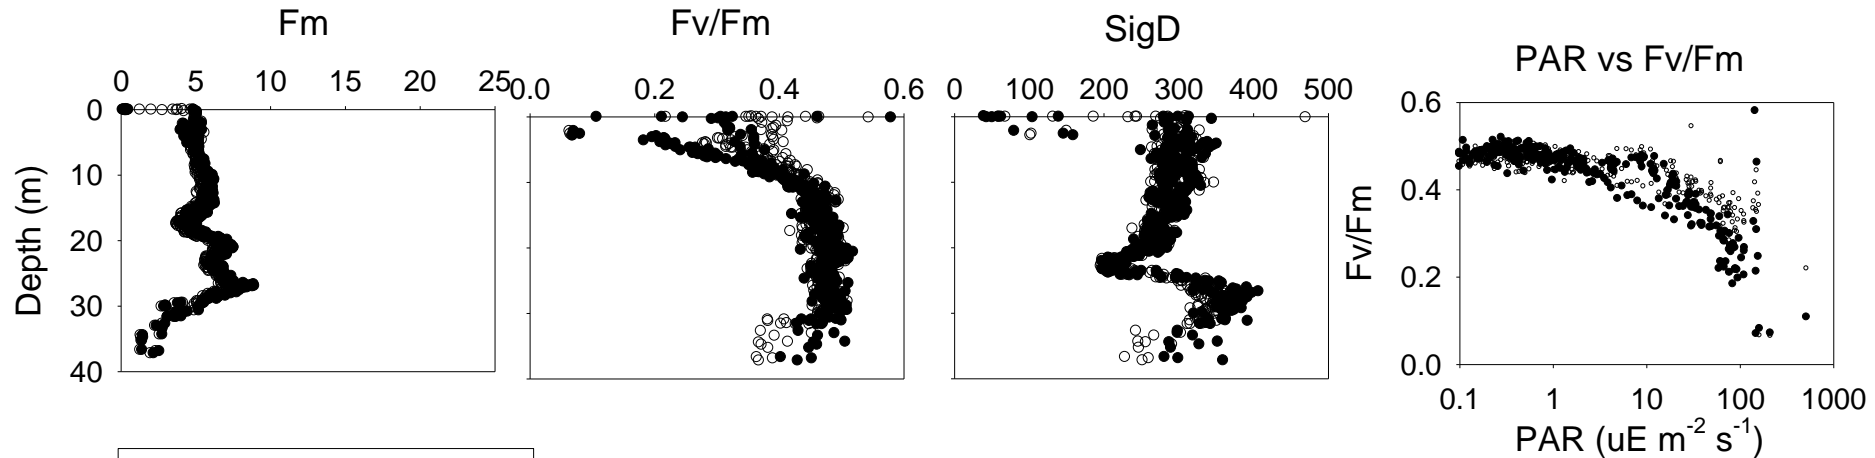 Fm
0 5 10 15 20 25
Depth (m)
0
10
20
30
40
Fv/Fm
0.0 0.2 0.4 0.6
SigD
0 100 200 300 400 500
PAR vs Fv/Fm
Fv/Fm
0.6
0.4
0.2
0.0
0.1 1 10 100 1000
PAR (uE m⁻² s⁻¹)